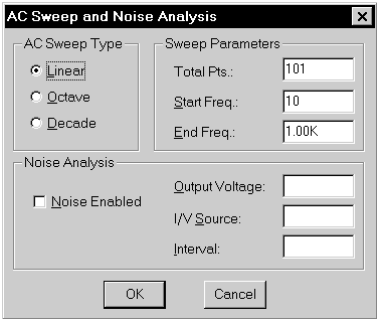 AC Sweep and Noise Analysis
AC Sweep Type
Linear
Octave
Decade
Sweep Parameters
Total Pts.: 101
Start Freq.: 10
End Freq.: 1.00K
Noise Analysis
Noise Enabled
Output Voltage:
I/V Source:
Interval:
OK
Cancel